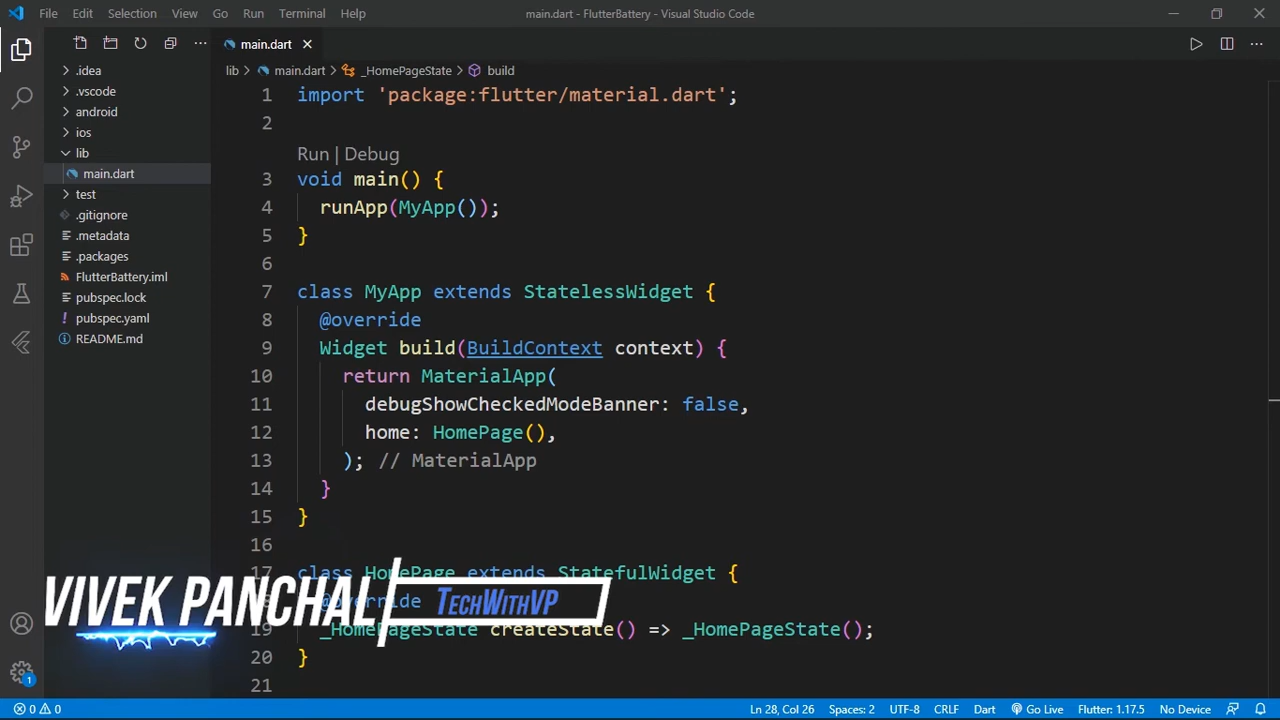 File Edit Selection View Go Run Terminal Help main.dart - FlutterBattery - Visual Studio Code
main.dart
lib > main.dart > _HomePageState > build
.idea
.vscode
android
ios
lib
main.dart
test
.gitignore
.metadata
.packages
FlutterBattery.iml
pubspec.lock
pubspec.yaml
README.md
1 import 'package:flutter/material.dart';
2
Run | Debug
3 void main() {
4 runApp(MyApp());
5 }
6
7 class MyApp extends StatelessWidget {
8 @override
9 Widget build(BuildContext context) {
10 return MaterialApp(
11 debugShowCheckedModeBanner: false,
12 home: HomePage(),
13 ); // MaterialApp
14 }
15 }
16
17 class HomePage extends StatefulWidget {
@override
19 _HomePageState createState() => _HomePageState();
20 }
21
VIVEK PANCHAL
TECHWITHVP
1
0 0 Ln 28, Col 26 Spaces: 2 UTF-8 CRLF Dart Go Live Flutter: 1.17.5 No Device